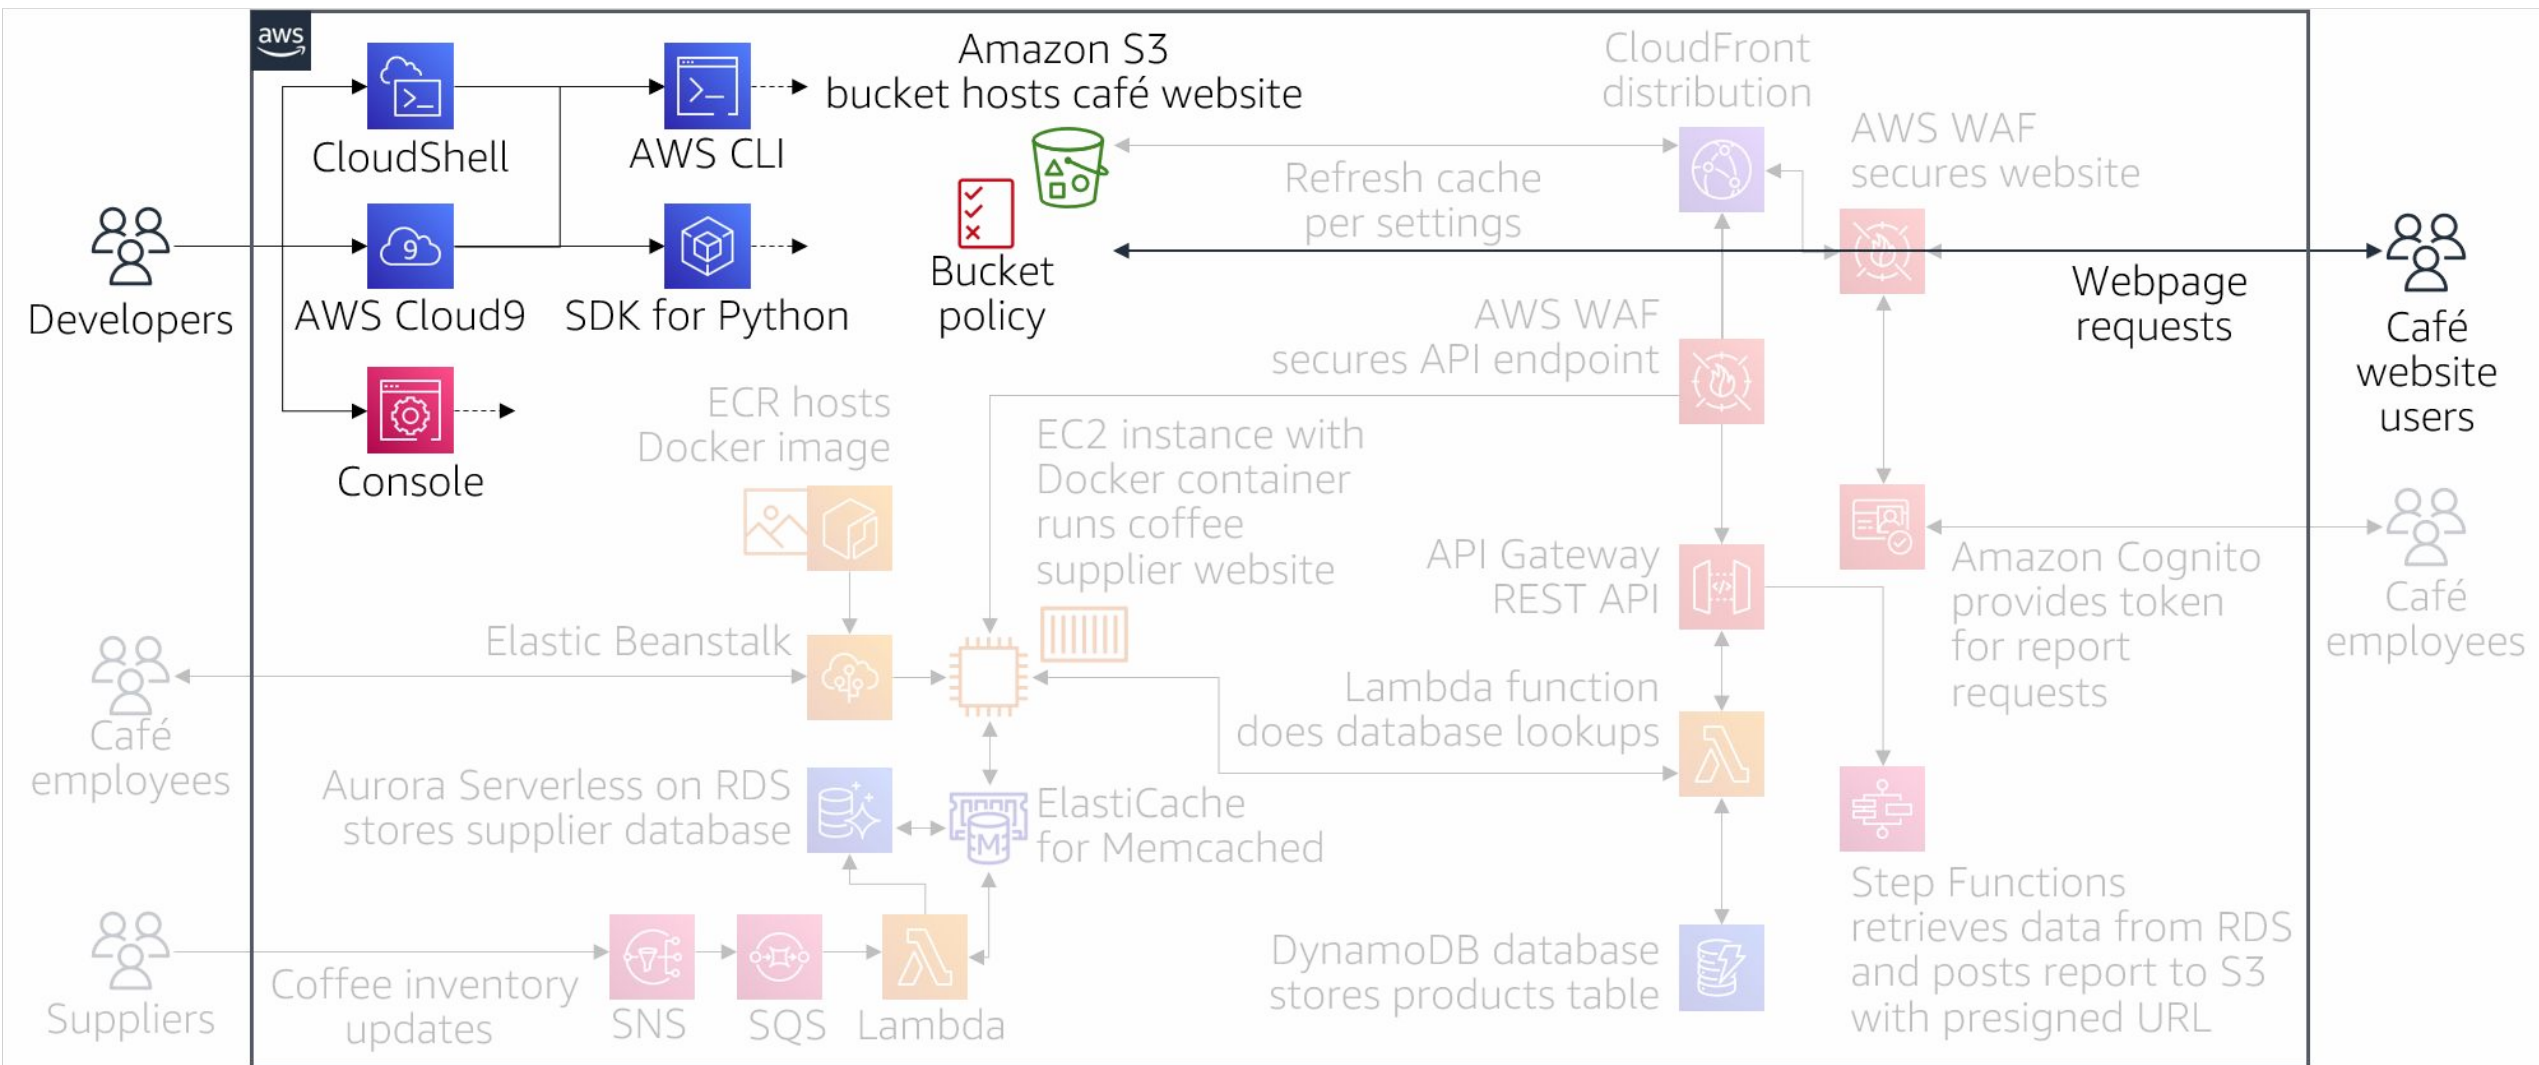 aws
Amazon S3
bucket hosts café website
CloudFront
distribution
CloudShell
AWS CLI
AWS WAF
secures website
Refresh cache
per settings
9
Developers
AWS Cloud9
SDK for Python
Bucket
policy
Webpage
requests
Café
website
users
AWS WAF
secures API endpoint
Console
ECR hosts
Docker image
EC2 instance with
Docker container
runs coffee
supplier website
API Gateway
REST API
Amazon Cognito
provides token
for report
requests
Café
employees
Elastic Beanstalk
Café
employees
Lambda function
does database lookups
Aurora Serverless on RDS
stores supplier database
M
ElastiCache
for Memcached
Step Functions
retrieves data from RDS
and posts report to S3
with presigned URL
DynamoDB database
stores products table
Suppliers
Coffee inventory
updates
SNS
SQS
Lambda